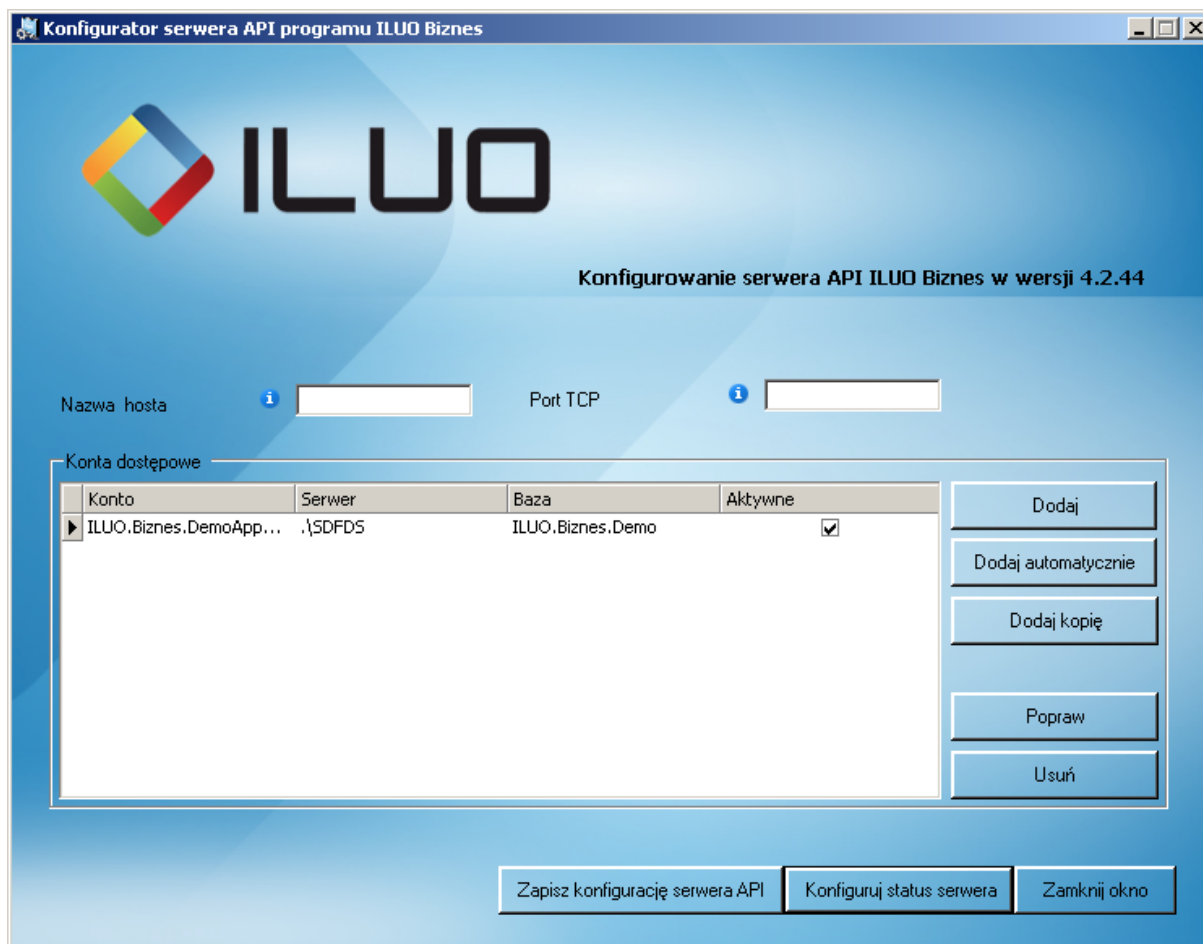 Konfigurator serwera API programu ILUO Biznes
ILUO
Konfigurowanie serwera API ILUO Biznes w wersji 4.2.44
Nazwa hosta
Port TCP
Konta dostępowe
Konto Serwer Baza Aktywne
ILUO.Biznes.DemoApp... .\SDFDS ILUO.Biznes.Demo
Dodaj
Dodaj automatycznie
Dodaj kopię
Popraw
Usuń
Zapisz konfigurację serwera API Konfiguruj status serwera Zamknij okno